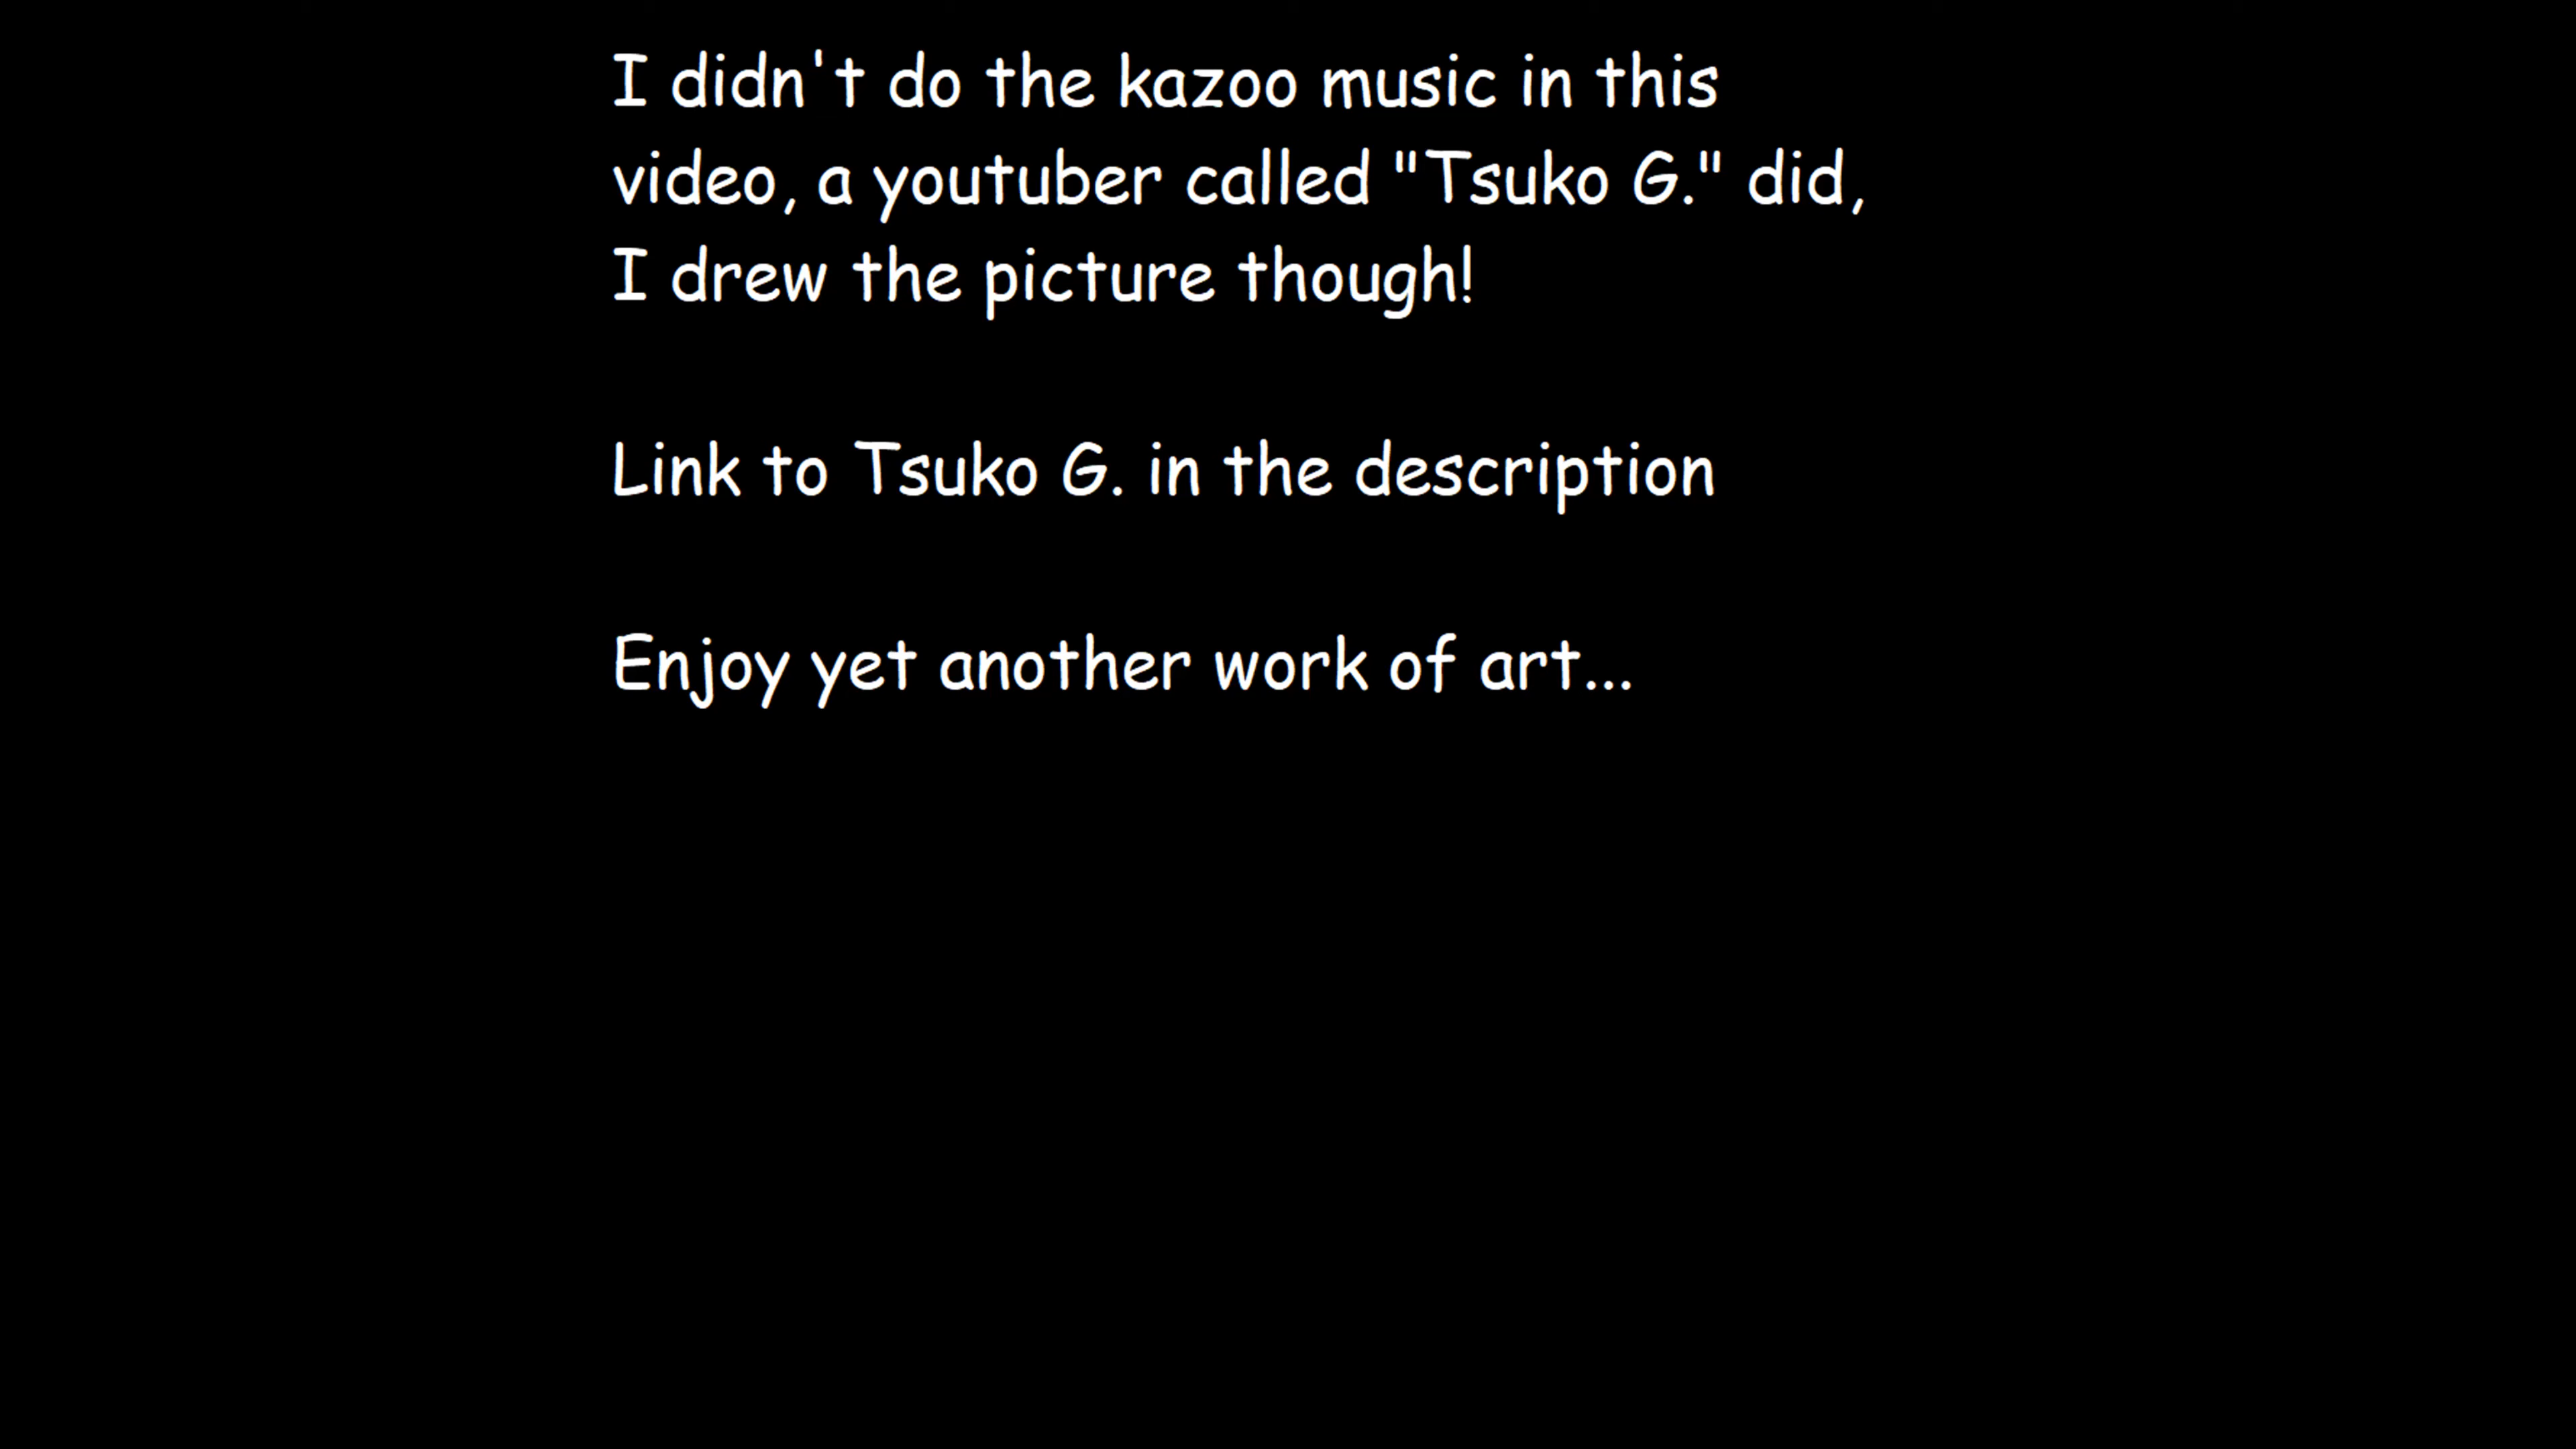 I didn't do the kazoo music in this
video, a youtuber called "Tsuko G." did,
I drew the picture though!
Link to Tsuko G. in the description
Enjoy yet another work of art...